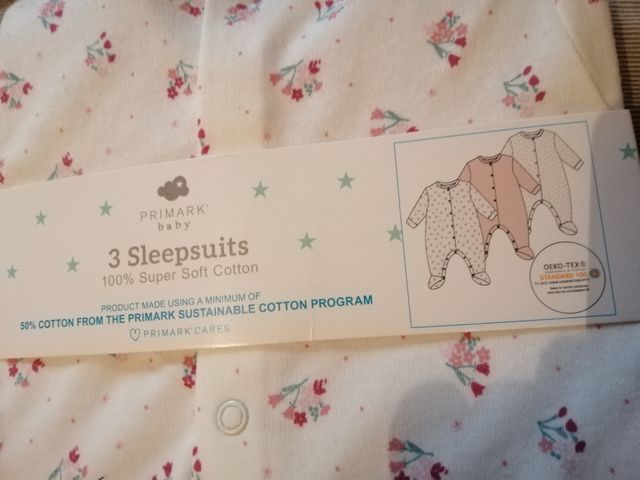 PRIMARK®
baby
3 Sleepsuits
100% Super Soft Cotton
PRODUCT MADE USING A MINIMUM OF
50% COTTON FROM THE PRIMARK SUSTAINABLE COTTON PROGRAM
PRIMARK® CARES
OEKO-TEX®
STANDARD 100